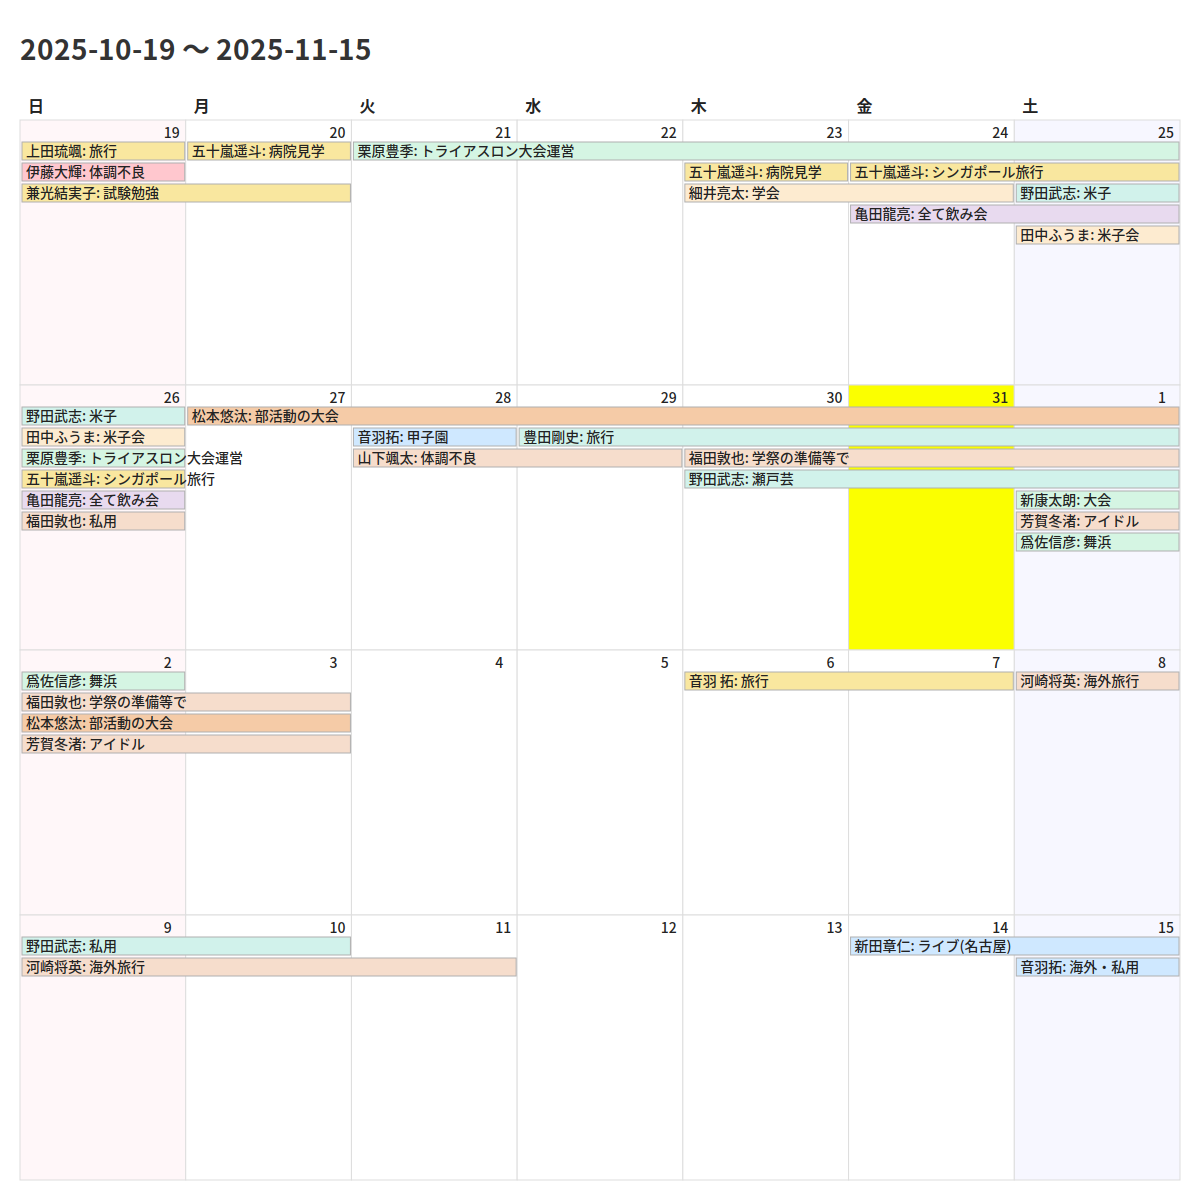 2025-10-19 〜 2025-11-15
日 月 火 水 木 金 土
19 20 21 22 23 24 25
上田琉颯: 旅行 五十嵐遥斗: 病院見学 栗原豊季: トライアスロン大会運営
伊藤大輝: 体調不良 五十嵐遥斗: 病院見学 五十嵐遥斗: シンガポール旅行
兼光結実子: 試験勉強 細井亮太: 学会 野田武志: 米子
亀田龍亮: 全て飲み会
田中ふうま: 米子会
26 27 28 29 30 31 1
野田武志: 米子 松本悠汰: 部活動の大会
田中ふうま: 米子会 音羽拓: 甲子園 豊田剛史: 旅行
栗原豊季: トライアスロン大会運営 山下颯太: 体調不良 福田敦也: 学祭の準備等で
五十嵐遥斗: シンガポール旅行 野田武志: 瀬戸芸
亀田龍亮: 全て飲み会 新康太朗: 大会
福田敦也: 私用 芳賀冬渚: アイドル
爲佐信彦: 舞浜
2 3 4 5 6 7 8
爲佐信彦: 舞浜 音羽 拓: 旅行 河崎将英: 海外旅行
福田敦也: 学祭の準備等で
松本悠汰: 部活動の大会
芳賀冬渚: アイドル
9 10 11 12 13 14 15
野田武志: 私用 新田章仁: ライブ(名古屋)
河崎将英: 海外旅行 音羽拓: 海外・私用